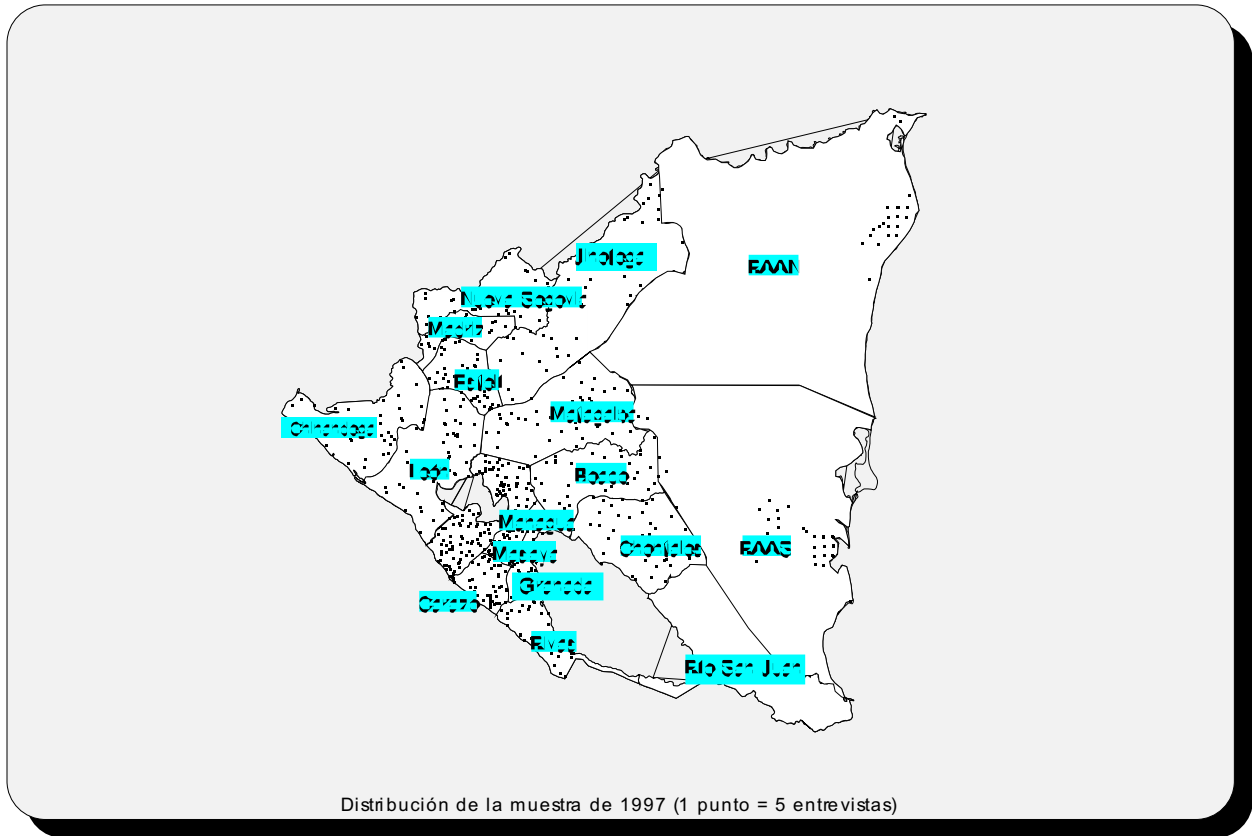 Jinotega
RAAN
Nueva Segovia
Madriz
Estelí
Matagalpa
Chinandega
León
Boaco
Managua
Masaya
Chontales
RAAS
Granada
Carazo
Rivas
Río San Juan
Distribución de la muestra de 1997 (1 punto = 5 entrevistas)